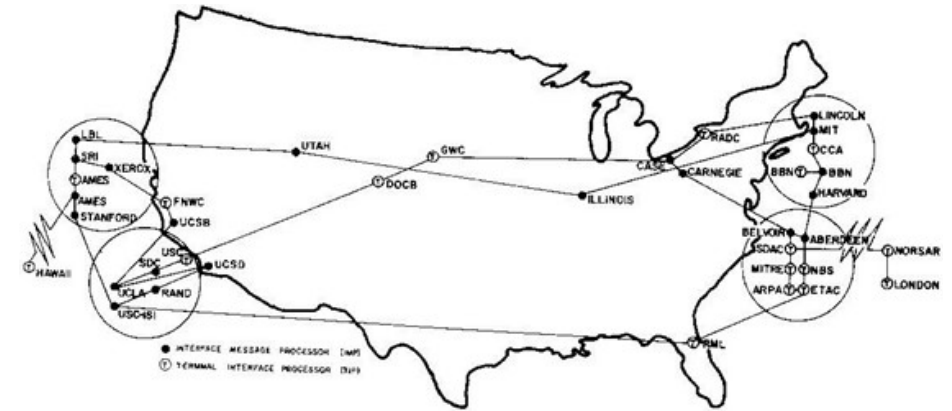 LBL
SRI
XEROX
AMES
AMES
STANFORD
HAWAII
FNWC
UCSB
USC
SDC
UCSD
UCLA
RAND
USC-ISI
UTAH
GWC
DOCB
ILLINOIS
CASE
CARNEGIE
RADC
LINCOLN
MIT
CCA
BBN
BBN
HARVARD
BELVOIR
ABERDEEN
SDAC
NORSAR
MITRE
NBS
LONDON
ARPA
ETAC
RML
INTERFACE MESSAGE PROCESSOR (IMP)
TERMINAL INTERFACE PROCESSOR (TIP)